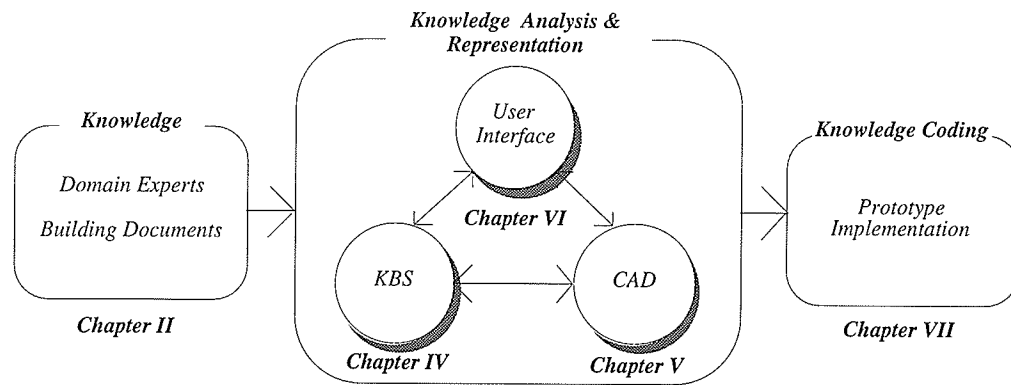 Knowledge Analysis &
Representation
Knowledge
Domain Experts
Building Documents
Chapter II
User
Interface
Chapter VI
KBS
Chapter IV
CAD
Chapter V
Knowledge Coding
Prototype
Implementation
Chapter VII